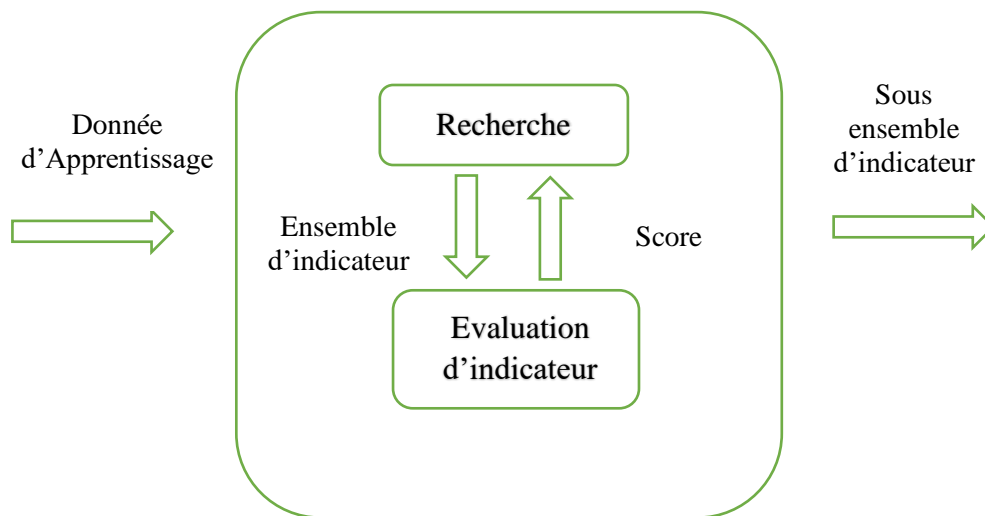 Donnée
d’Apprentissage
Recherche
Ensemble
d’indicateur
Score
Evaluation
d’indicateur
Sous
ensemble
d’indicateur